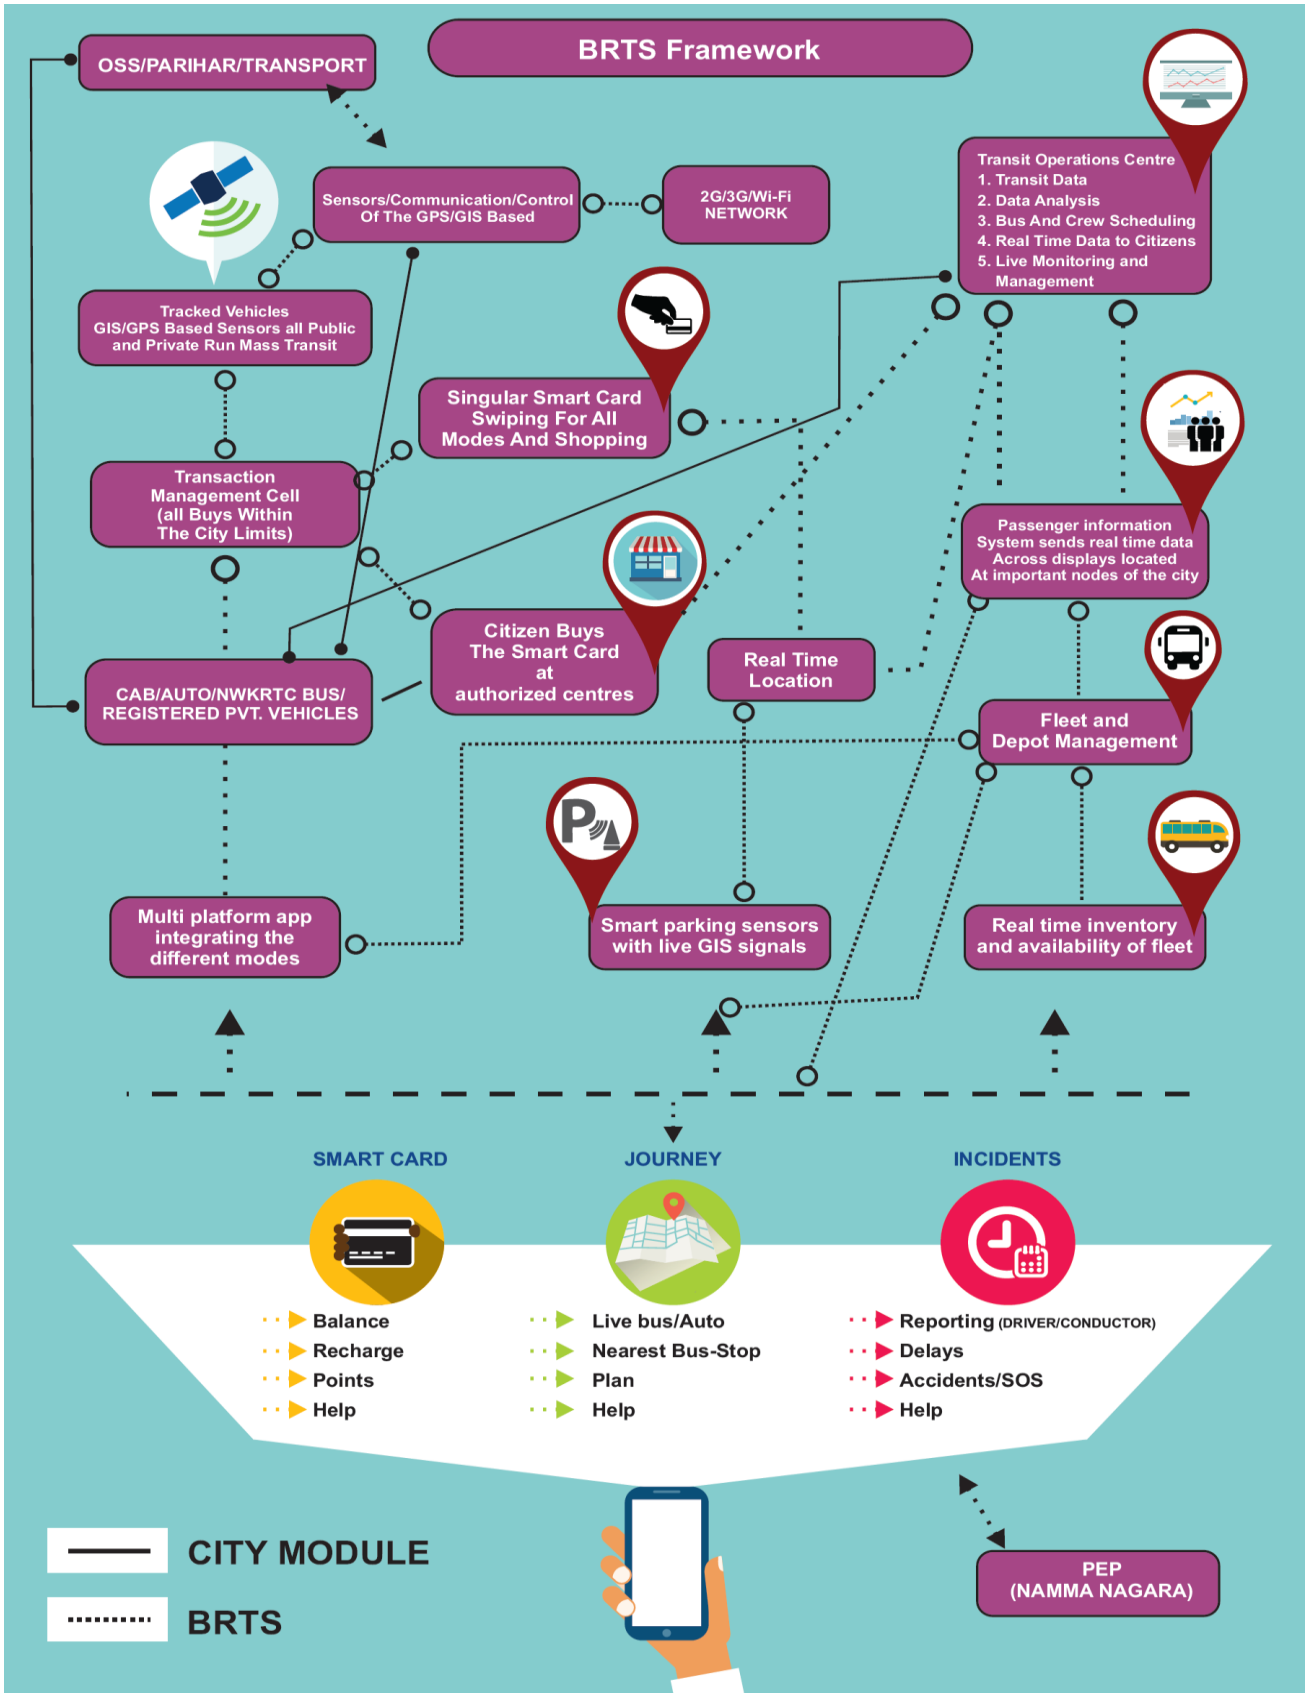 BRTS Framework
OSS/PARIHAR/TRANSPORT
Sensors/Communication/Control
Of The GPS/GIS Based
2G/3G/Wi-Fi
NETWORK
Transit Operations Centre
1. Transit Data
2. Data Analysis
3. Bus And Crew Scheduling
4. Real Time Data to Citizens
5. Live Monitoring and
Management
Tracked Vehicles
GIS/GPS Based Sensors all Public
and Private Run Mass Transit
Singular Smart Card
Swiping For All
Modes And Shopping
Transaction
Management Cell
(all Buys Within
The City Limits)
Passenger information
System sends real time data
Across displays located
At important nodes of the city
Citizen Buys
The Smart Card
at
authorized centres
Real Time
Location
CAB/AUTO/NWKRTC BUS/
REGISTERED PVT. VEHICLES
Fleet and
Depot Management
P
Multi platform app
integrating the
different modes
Smart parking sensors
with live GIS signals
Real time inventory
and availability of fleet
SMART CARD
Balance
Recharge
Points
Help
JOURNEY
Live bus/Auto
Nearest Bus-Stop
Plan
Help
INCIDENTS
Reporting (DRIVER/CONDUCTOR)
Delays
Accidents/SOS
Help
CITY MODULE
BRTS
PEP
(NAMMA NAGARA)